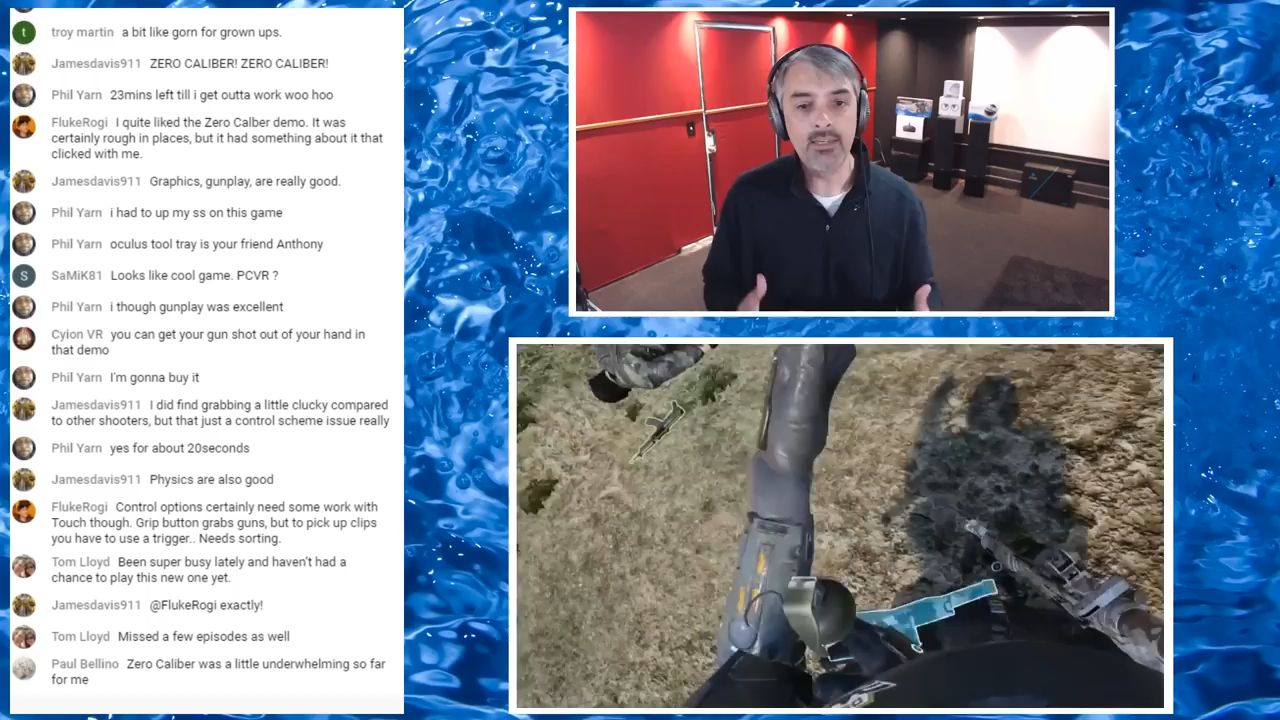 troy martin a bit like gorn for grown ups.
Jamesdavis911 ZERO CALIBER! ZERO CALIBER!
Phil Yarn 23mins left till i get outta work woo hoo
FlukeRogi I quite liked the Zero Calber demo. It was
certainly rough in places, but it had something about it that
clicked with me.
Jamesdavis911 Graphics, gunplay, are really good.
Phil Yarn i had to up my ss on this game
Phil Yarn oculus tool tray is your friend Anthony
S SaMiK81 Looks like cool game. PCVR ?
Phil Yarn i though gunplay was excellent
Cyion VR you can get your gun shot out of your hand in
that demo
Phil Yarn I'm gonna buy it
Jamesdavis911 I did find grabbing a little clucky compared
to other shooters, but that just a control scheme issue really
Phil Yarn yes for about 20seconds
Jamesdavis911 Physics are also good
FlukeRogi Control options certainly need some work with
Touch though. Grip button grabs guns, but to pick up clips
you have to use a trigger.. Needs sorting.
Tom Lloyd Been super busy lately and haven't had a
chance to play this new one yet.
Jamesdavis911 @FlukeRogi exactly!
Tom Lloyd Missed a few episodes as well
Paul Bellino Zero Caliber was a little underwhelming so far
for me